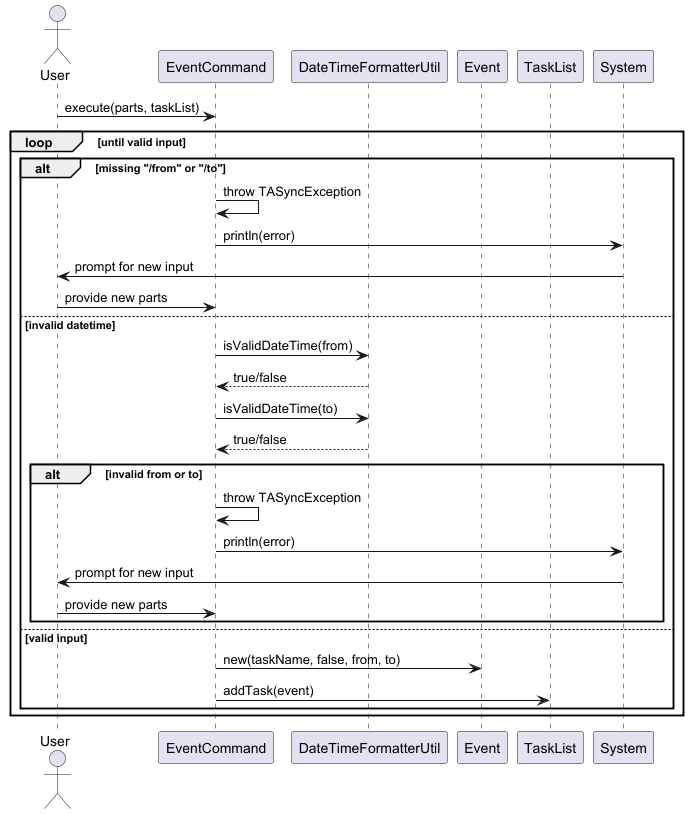 User
EventCommand
DateTimeFormatterUtil
Event
TaskList
System
execute(parts, taskList)
loop
[until valid input]
alt
[missing "/from" or "/to"]
throw TASyncException
println(error)
prompt for new input
provide new parts
[invalid datetime]
isValidDateTime(from)
true/false
isValidDateTime(to)
true/false
alt
[invalid from or to]
throw TASyncException
println(error)
prompt for new input
provide new parts
[valid input]
new(taskName, false, from, to)
addTask(event)
User
EventCommand
DateTimeFormatterUtil
Event
TaskList
System